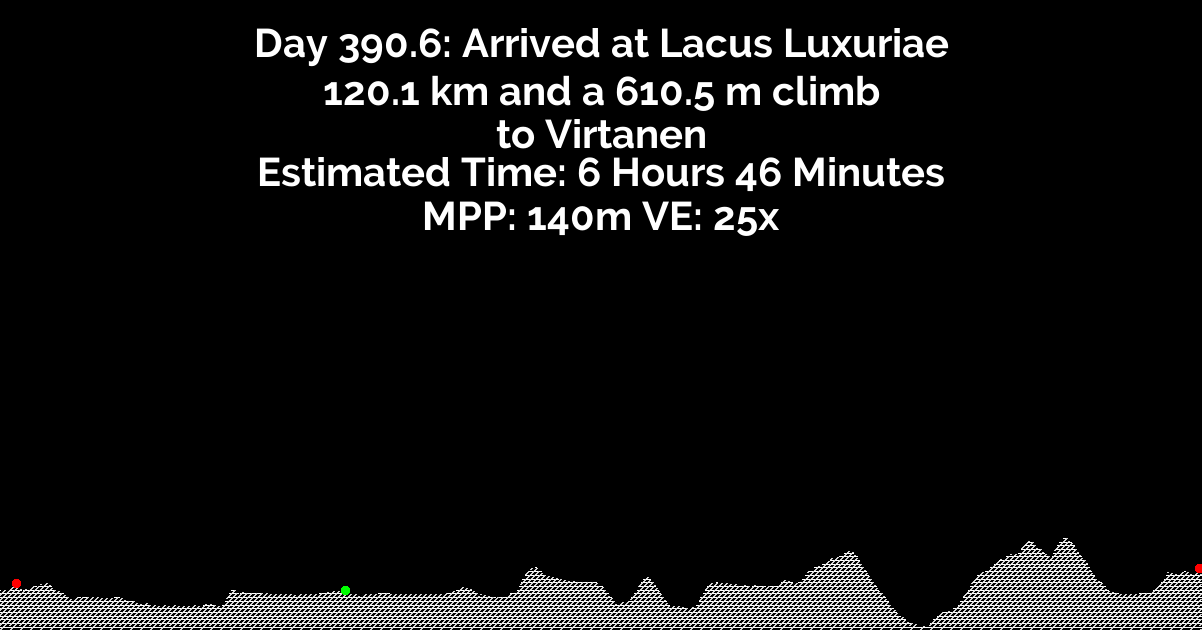 Day 390.6: Arrived at Lacus Luxuriae
120.1 km and a 610.5 m climb
to Virtanen
Estimated Time: 6 Hours 46 Minutes
MPP: 140m VE: 25x